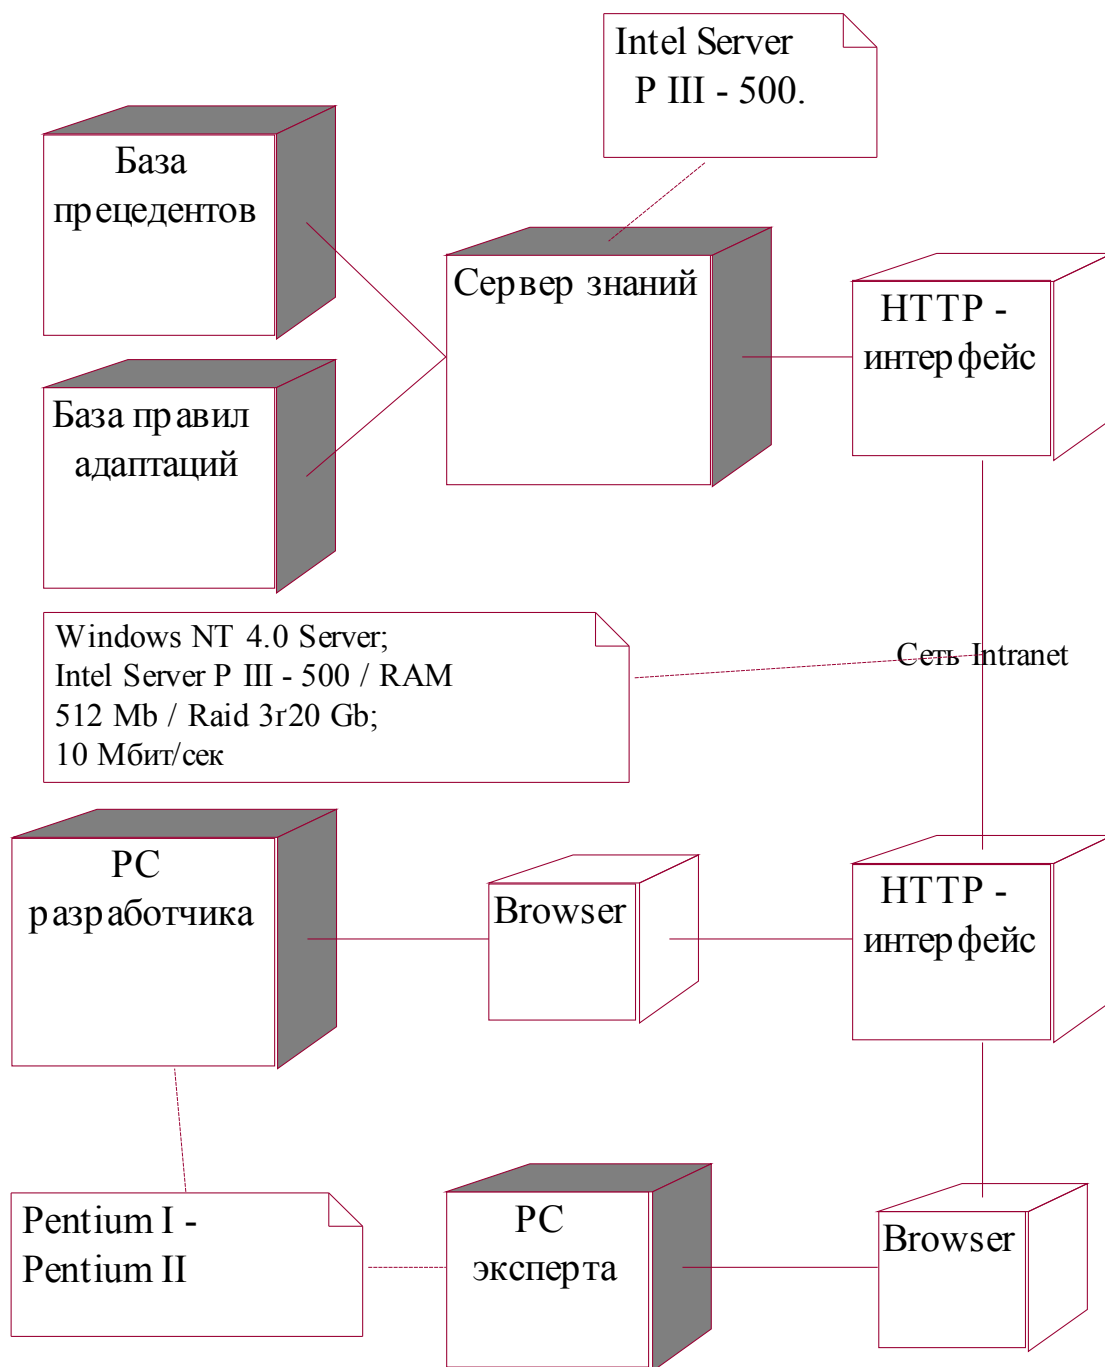 Intel Server
P III - 500.
База
прецедентов
Сервер знаний
HTTP -
интерфейс
База правил
адаптаций
Windows NT 4.0 Server;
Intel Server P III - 500 / RAM
512 Mb / Raid 3г20 Gb;
10 Мбит/сек
Сеть Intranet
PC
разработчика
Browser
HTTP -
интерфейс
Pentium I -
Pentium II
PC
эксперта
Browser